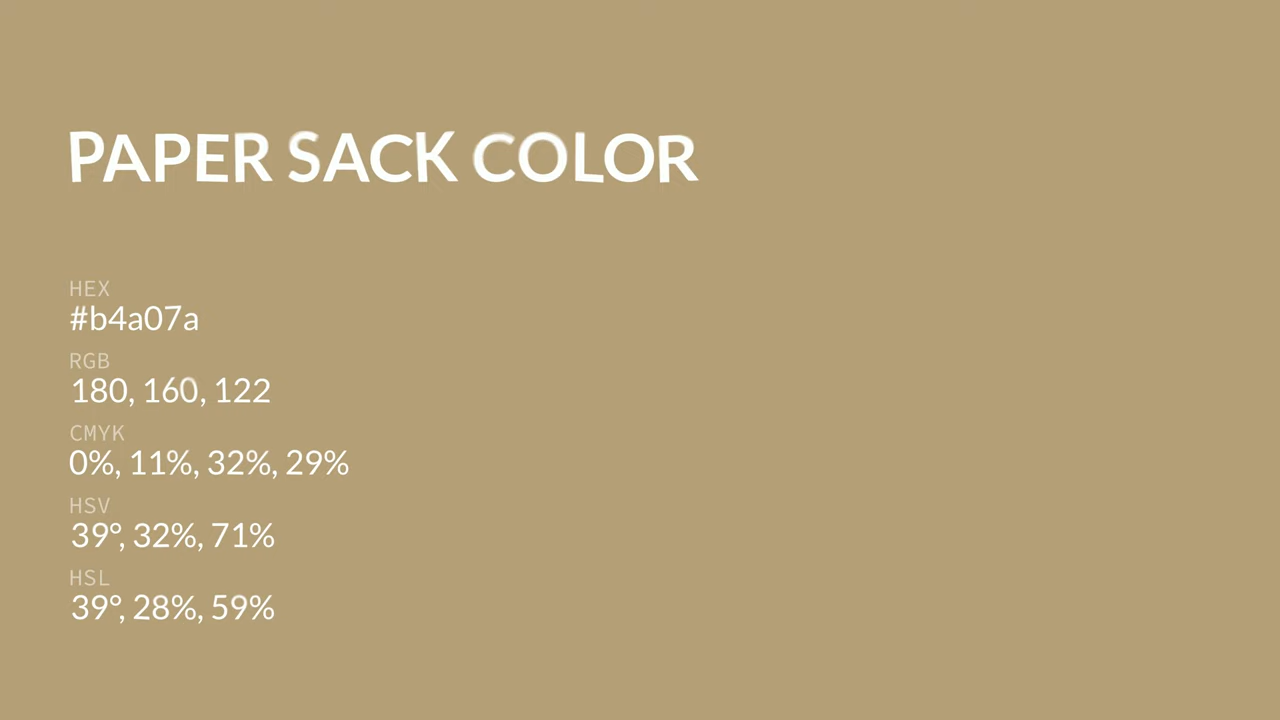 PAPER SACK COLOR
HEX
#b4a07a
RGB
180, 160, 122
CMYK
0%, 11%, 32%, 29%
HSV
39°, 32%, 71%
HSL
39°, 28%, 59%